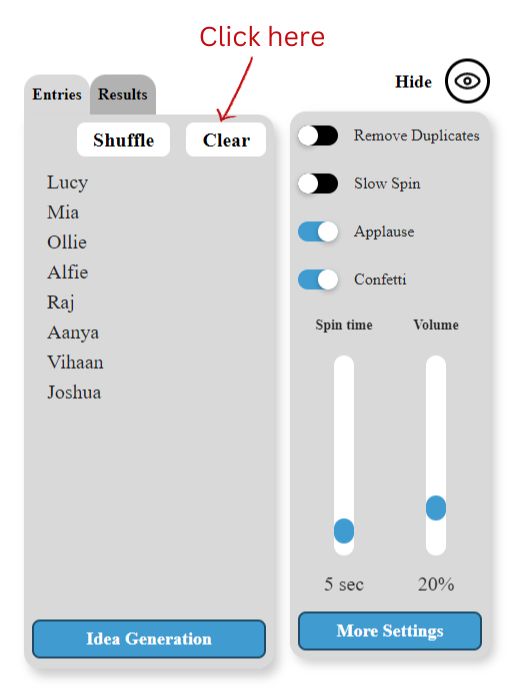 Click here
Hide
Entries
Results
Shuffle
Clear
Lucy
Mia
Ollie
Alfie
Raj
Aanya
Vihaan
Joshua
Idea Generation
Remove Duplicates
Slow Spin
Applause
Confetti
Spin time
Volume
5 sec
20%
More Settings